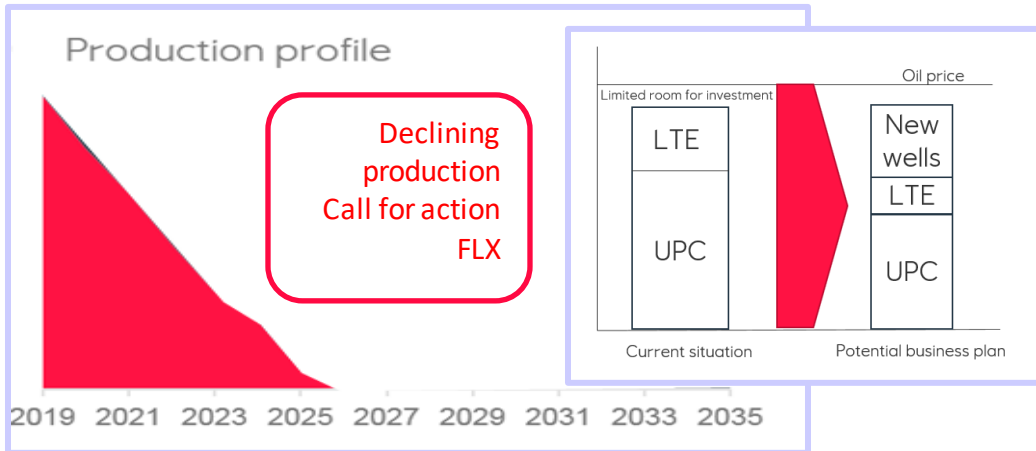 Production profile
Declining
production
Call for action
FLX
2019 2021 2023 2025 2027 2029 2031 2033 2035
Oil price
Limited room for investment
LTE
UPC
New
wells
LTE
UPC
Current situation
Potential business plan